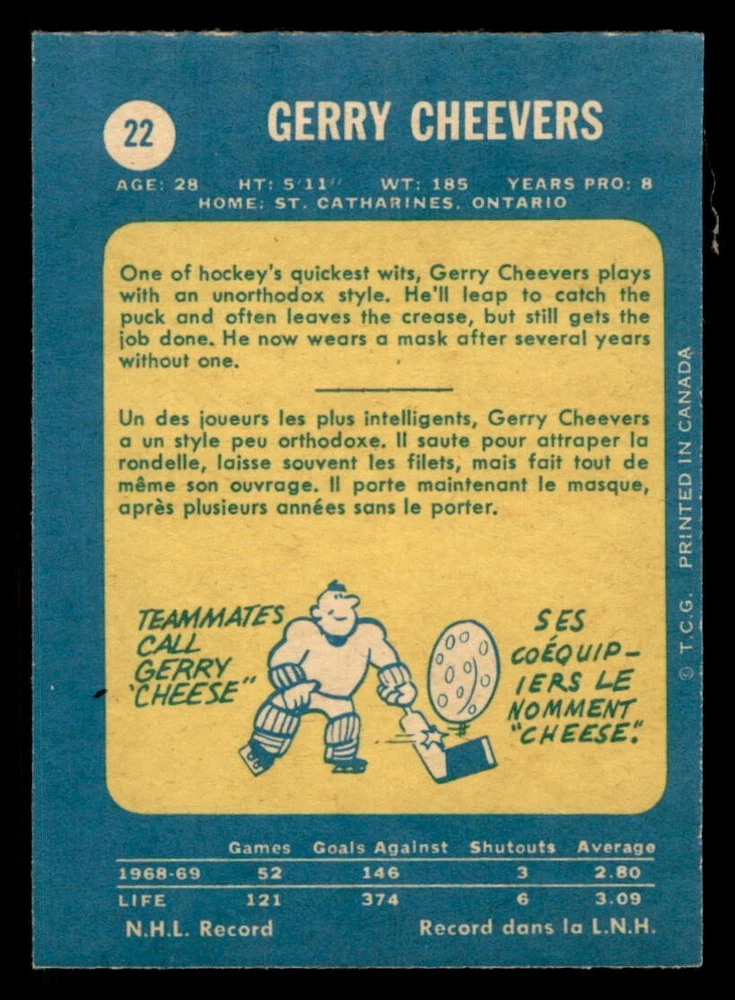 22
GERRY CHEEVERS
AGE: 28 HT: 5'11" WT: 185 YEARS PRO: 8
HOME: ST. CATHARINES, ONTARIO
One of hockey's quickest wits, Gerry Cheevers plays
with an unorthodox style. He'll leap to catch the
puck and often leaves the crease, but still gets the
job done. He now wears a mask after several years
without one.
Un des joueurs les plus intelligents, Gerry Cheevers
a un style peu orthodoxe. Il saute pour attraper la
rondelle, laisse souvent les filets, mais fait tout de
même son ouvrage. Il porte maintenant le masque,
après plusieurs années sans le porter.
TEAMMATES
CALL
GERRY
'CHEESE"
SES
COÉQUIP-
IERS LE
NOMMENT
"CHEESE."
© T.C.G. PRINTED IN CANADA
Games Goals Against Shutouts Average
1968-69 52 146 3 2.80
LIFE 121 374 6 3.09
N.H.L. Record Record dans la L.N.H.